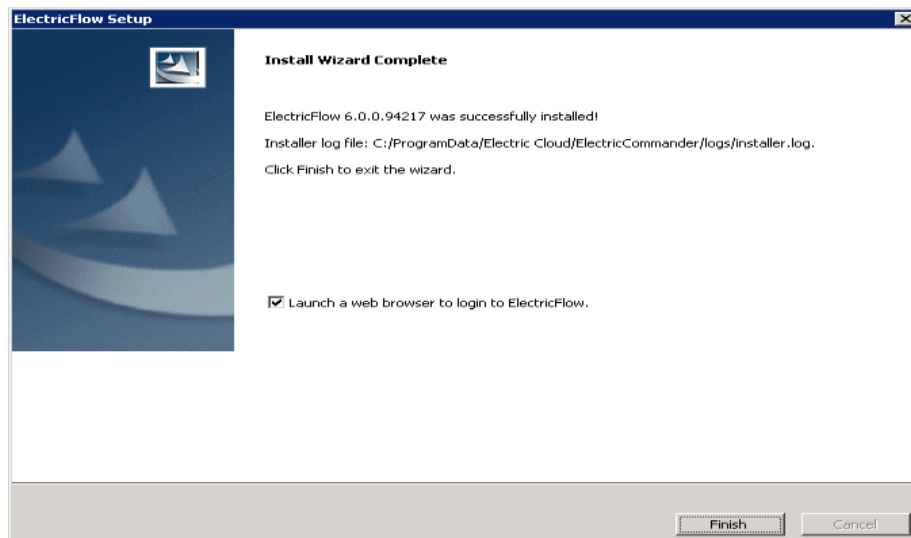 ElectricFlow Setup
Install Wizard Complete
ElectricFlow 6.0.0.94217 was successfully installed!
Installer log file: C:/ProgramData/Electric Cloud/ElectricCommander/logs/installer.log.
Click Finish to exit the wizard.
Launch a web browser to login to ElectricFlow.
Finish
Cancel